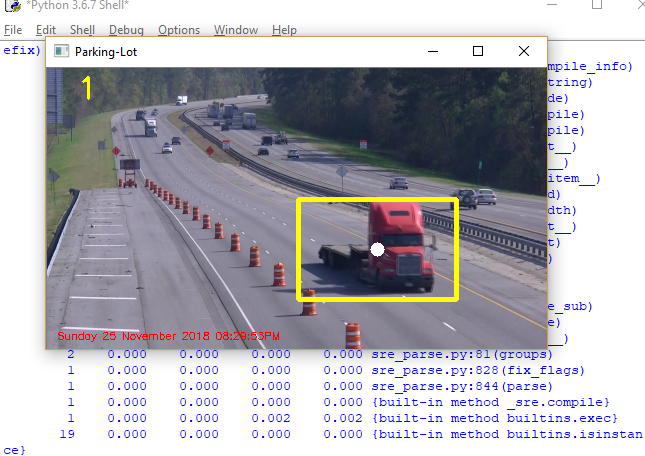 *Python 3.6.7 Shell*
File Edit Shell Debug Options Window Help
efix)
Parking-Lot
mpile_info)
1
tring)
de)
pile)
pile)
t__)
__)
item__)
d)
dth)
t__)
t)
)
e_sub)
e)
Sunday 25 November 2018 08:29:53PM
__)
2 0.000 0.000 0.000 0.000 sre_parse.py:81(groups)
1 0.000 0.000 0.000 0.000 sre_parse.py:828(fix_flags)
1 0.000 0.000 0.000 0.000 sre_parse.py:844(parse)
1 0.000 0.000 0.000 0.000 {built-in method _sre.compile}
1 0.000 0.000 0.002 0.002 {built-in method builtins.exec}
19 0.000 0.000 0.000 0.000 {built-in method builtins.isinstan
ce}